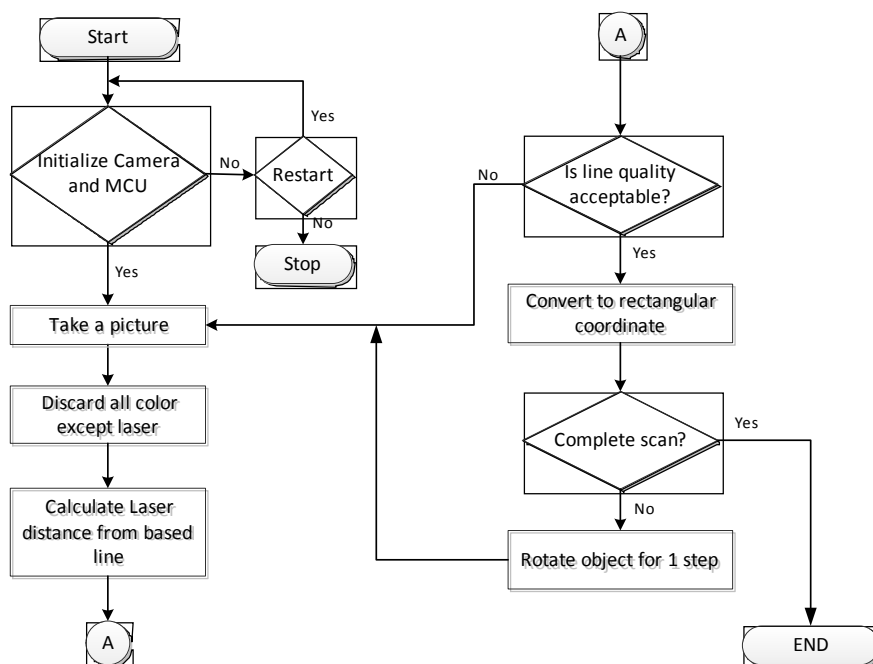 Start
Yes
Initialize Camera
and MCU
No
Restart
No
Stop
Yes
Take a picture
Discard all color
except laser
Calculate Laser
distance from based
line
A
A
Is line quality
acceptable?
No
Yes
Convert to rectangular
coordinate
Complete scan?
Yes
No
Rotate object for 1 step
END